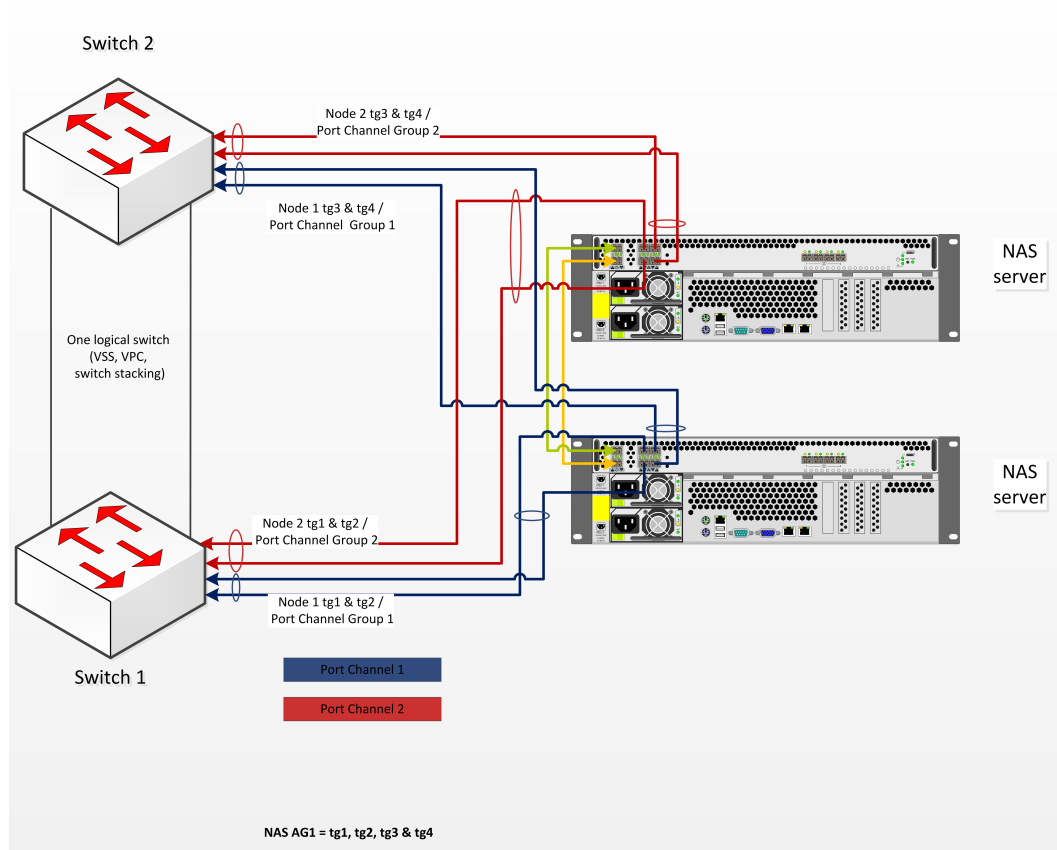 Switch 2
Node 2 tg3 & tg4 /
Port Channel Group 2
Node 1 tg3 & tg4 /
Port Channel  Group 1
NAS
server
One logical switch
(VSS, VPC,
switch stacking)
NAS
server
Node 2 tg1 & tg2 /
Port Channel Group 2
Node 1 tg1 & tg2 /
Port Channel Group 1
Switch 1
Port Channel 1
Port Channel 2
NAS AG1 = tg1, tg2, tg3 & tg4